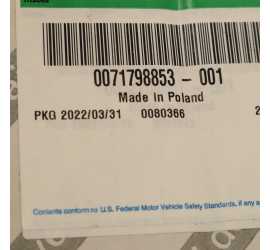 0071798853 - 001
Made in Poland
PKG 2022/03/31 0080366 2
Contents conform to U.S. Federal Motor Vehicle Safety Standards, if any